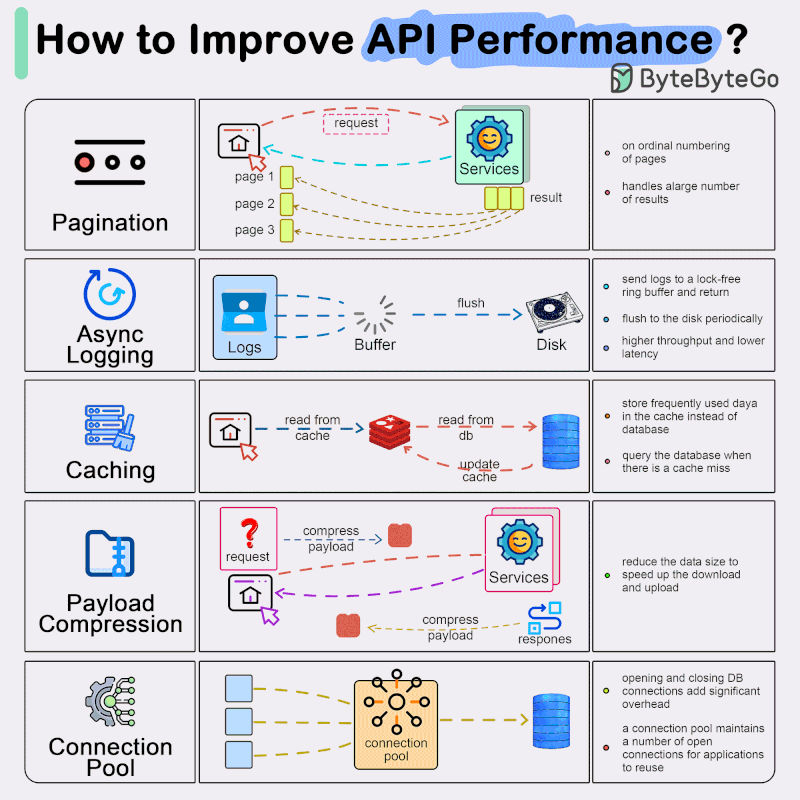 How to Improve API Performance ?
ByteByteGo
Pagination
request
Services
page 1
page 2
page 3
result
on ordinal numbering
of pages
handles alarge number
of results
Async
Logging
Logs
Buffer
flush
Disk
send logs to a lock-free
ring buffer and return
flush to the disk periodically
higher throughput and lower
latency
Caching
read from
cache
read from
db
update
cache
store frequently used daya
in the cache instead of
database
query the database when
there is a cache miss
Payload
Compression
?
request
compress
payload
Services
compress
payload
respones
reduce the data size to
speed up the download
and upload
Connection
Pool
connection
pool
opening and closing DB
connections add significant
overhead
a connection pool maintains
a number of open
connections for applications
to reuse